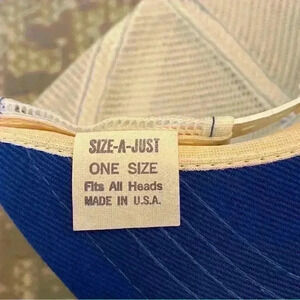 SIZE-A-JUST
ONE SIZE
Fits All Heads
MADE IN U.S.A.